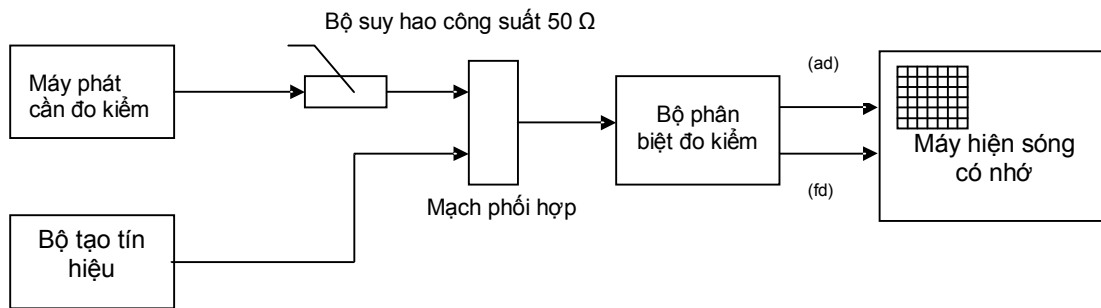 Bộ suy hao công suất 50 Ω
Máy phát
cần đo kiểm
(ad)
Bộ phân
biệt đo kiểm
Máy hiện sóng
có nhớ
(fd)
Mạch phối hợp
Bộ tạo tín
hiệu